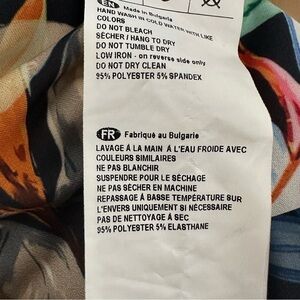 EN Made in Bulgaria
HAND WASH IN COLD WATER WITH LIKE
COLORS
DO NOT BLEACH
SÉCHER / HANG TO DRY
DO NOT TUMBLE DRY
LOW IRON - on reverse side only
DO NOT DRY CLEAN
95% POLYESTER 5% SPANDEX
FR Fabriqué au Bulgarie
LAVAGE À LA MAIN À L'EAU FROIDE AVEC
COULEURS SIMILAIRES
NE PAS BLANCHIR
SUSPENDRE POUR LE SÉCHAGE
NE PAS SÉCHER EN MACHINE
REPASSAGE À BASSE TEMPÉRATURE SUR
L'ENVERS UNIQUEMENT SI NÉCESSAIRE
PAS DE NETTOYAGE À SEC
95% POLYESTER 5% ELASTHANE